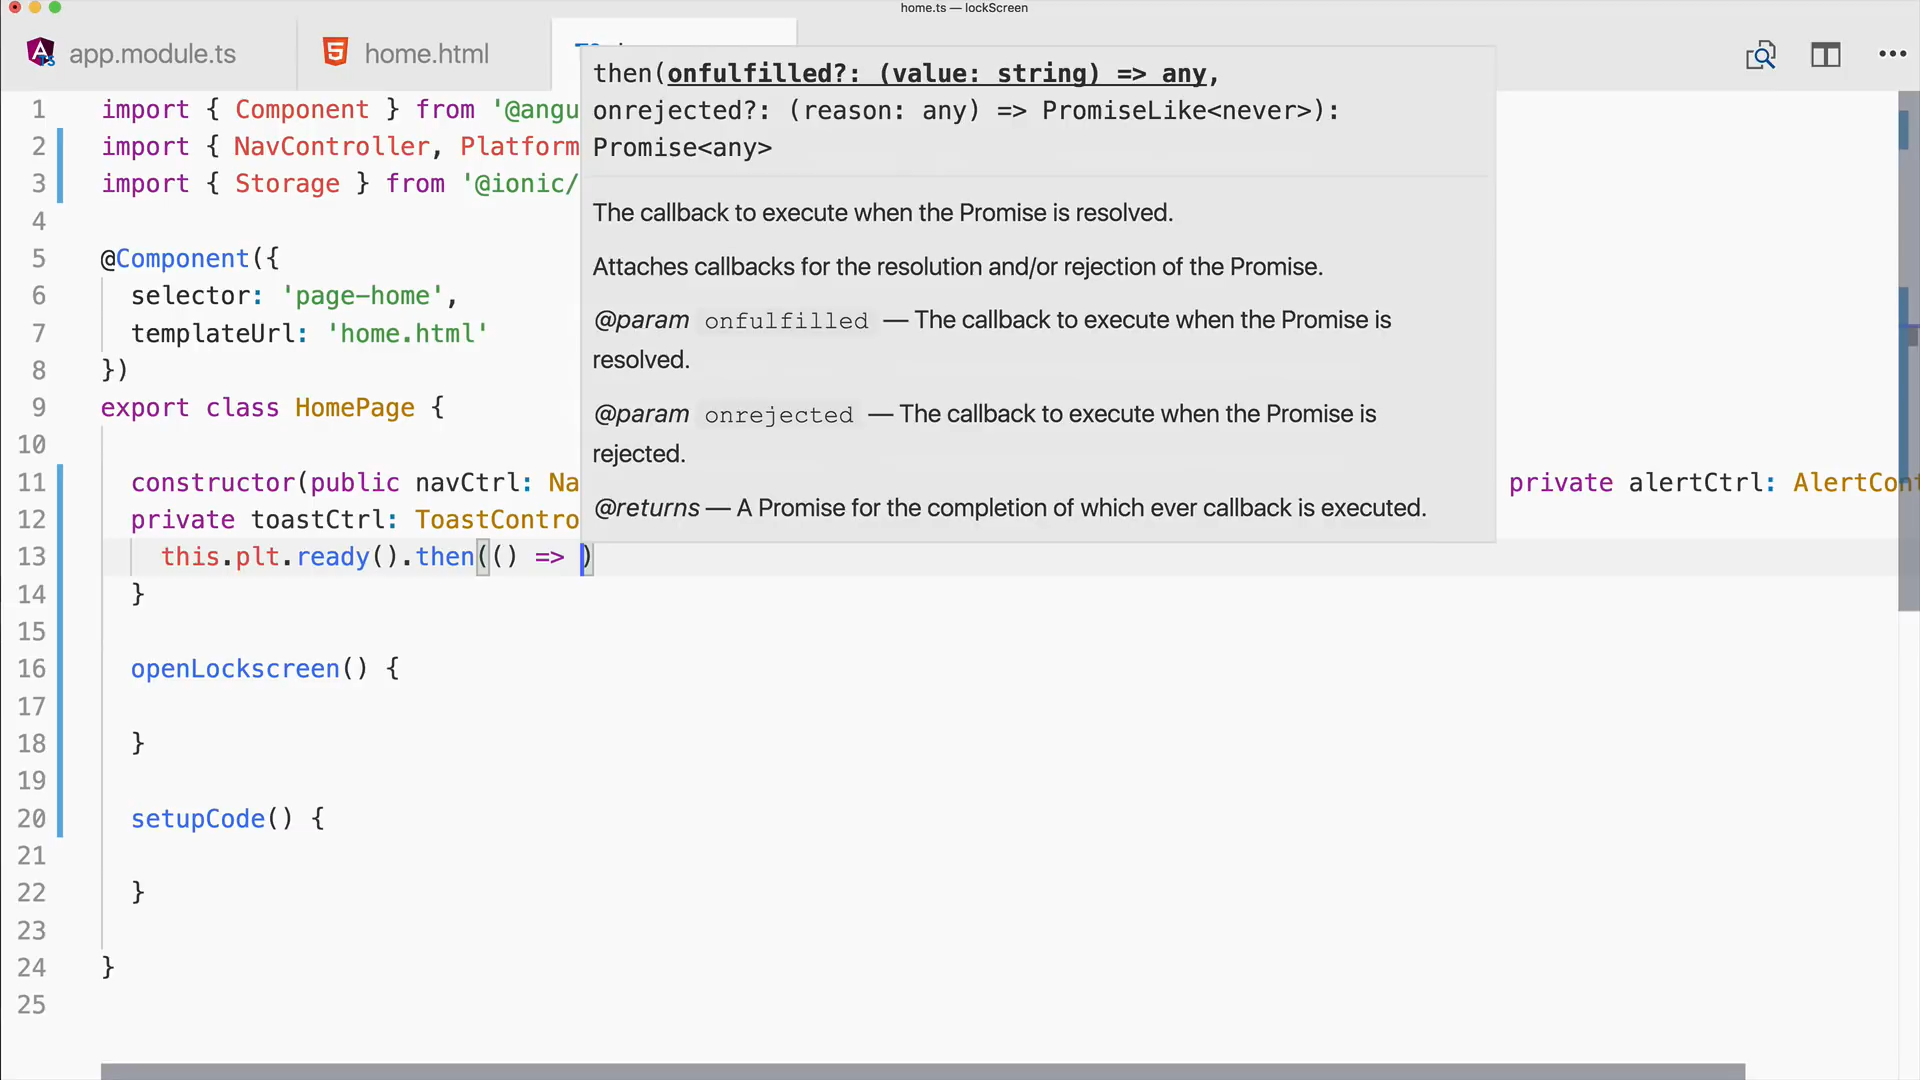 home.ts — lockScreen
app.module.ts
home.html
then(onfulfilled?: (value: string) => any,
onrejected?: (reason: any) => PromiseLike<never>):
Promise<any>
The callback to execute when the Promise is resolved.
Attaches callbacks for the resolution and/or rejection of the Promise.
@param onfulfilled — The callback to execute when the Promise is
resolved.
@param onrejected — The callback to execute when the Promise is
rejected.
@returns — A Promise for the completion of which ever callback is executed.
1 import { Component } from '@angu
2 import { NavController, Platform
3 import { Storage } from '@ionic/
4
5 @Component({
6 selector: 'page-home',
7 templateUrl: 'home.html'
8 })
9 export class HomePage {
10
11 constructor(public navCtrl: Na private alertCtrl: AlertCont
12 private toastCtrl: ToastContro
13 this.plt.ready().then(() => )
14 }
15
16 openLockscreen() {
17
18 }
19
20 setupCode() {
21
22 }
23
24 }
25